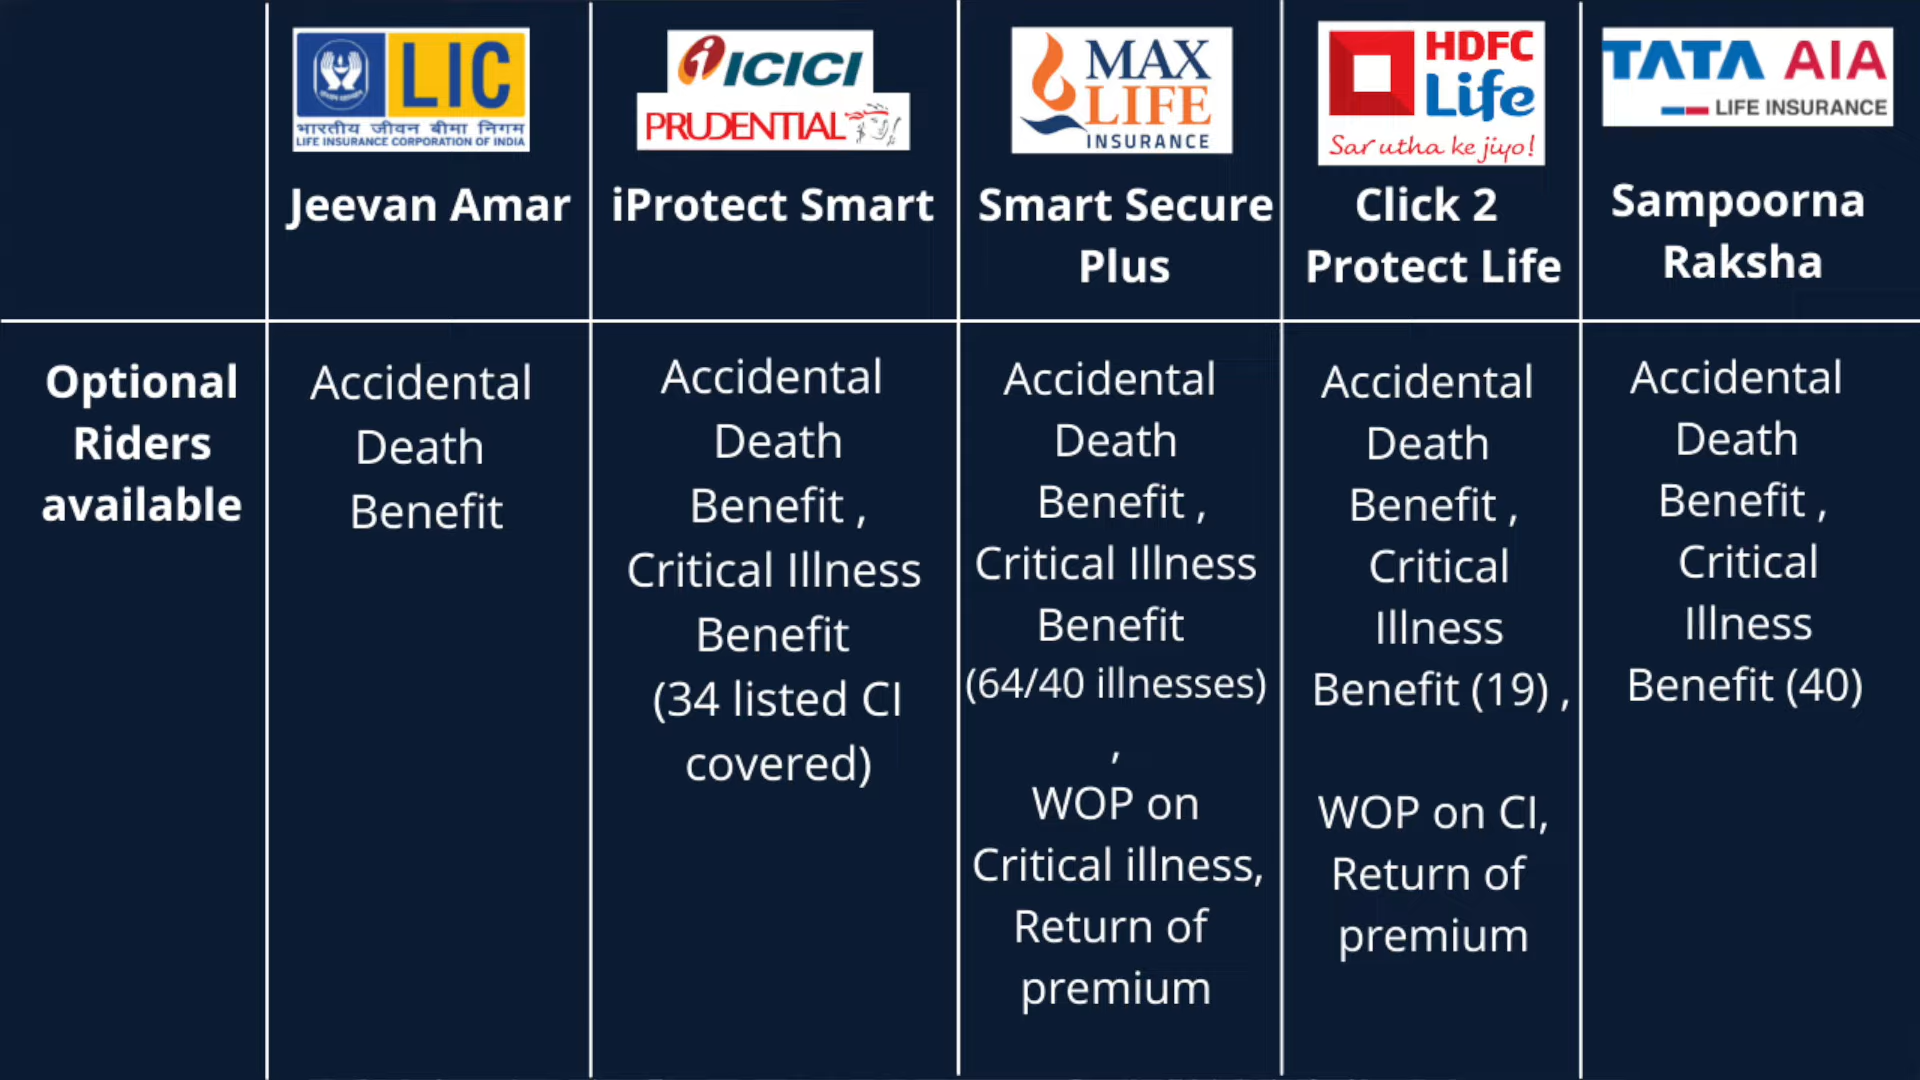 LIC
भारतीय जीवन बीमा निगम
LIFE INSURANCE CORPORATION OF INDIA
Jeevan Amar
ICICI
PRUDENTIAL
iProtect Smart
MAX
LIFE
INSURANCE
Smart Secure
Plus
HDFC
Life
Sar utha ke jiyo!
Click 2
Protect Life
TATA AIA
LIFE INSURANCE
Sampoorna
Raksha
Optional
Riders
available
Accidental
Death
Benefit
Accidental
Death
Benefit ,
Critical Illness
Benefit
(34 listed CI
covered)
Accidental
Death
Benefit ,
Critical Illness
Benefit
(64/40 illnesses)
,
WOP on
Critical illness,
Return of
premium
Accidental
Death
Benefit ,
Critical
Illness
Benefit (19) ,
WOP on CI,
Return of
premium
Accidental
Death
Benefit ,
Critical
Illness
Benefit (40)